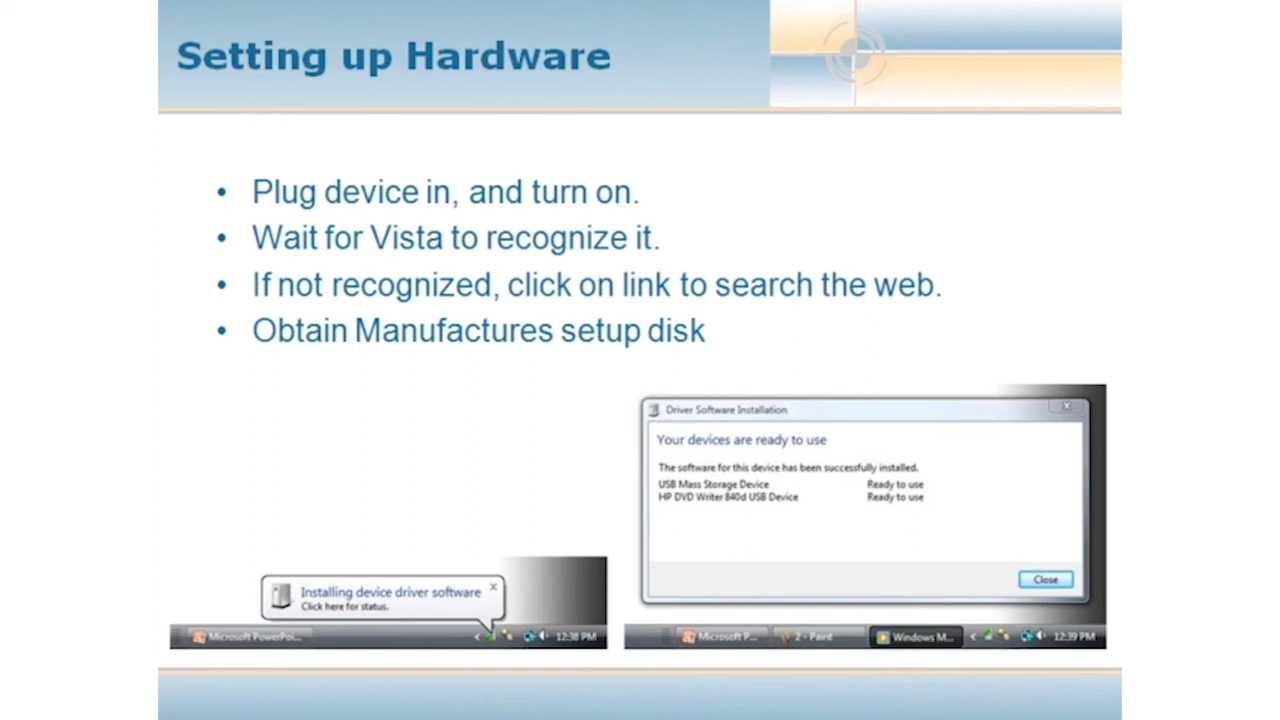 Setting up Hardware
• Plug device in, and turn on.
• Wait for Vista to recognize it.
• If not recognized, click on link to search the web.
• Obtain Manufactures setup disk
Installing device driver software
Click here for status.
Microsoft PowerPoi...
12:38 PM
Driver Software Installation
Your devices are ready to use
The software for this device has been successfully installed.
USB Mass Storage Device Ready to use
HP DVD Writer 840d USB Device Ready to use
Close
Microsoft P... 2 - Paint Windows M... 12:39 PM